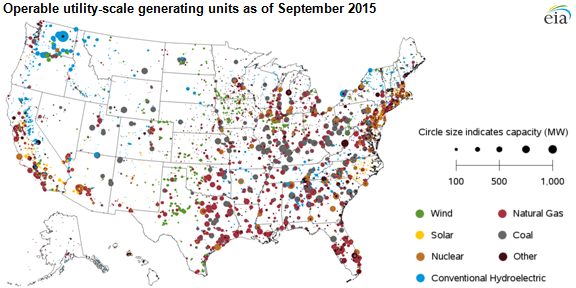 Operable utility-scale generating units as of September 2015
eia
Circle size indicates capacity (MW)
100 500 1,000
Wind Natural Gas
Solar Coal
Nuclear Other
Conventional Hydroelectric